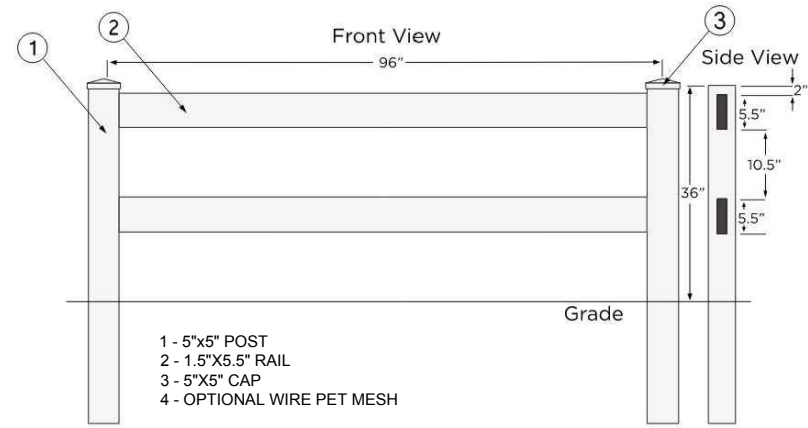 1
2
3
Front View
96"
Side View
2"
5.5"
10.5"
36"
5.5"
Grade
1 - 5"x5" POST
2 - 1.5"X5.5" RAIL
3 - 5"X5" CAP
4 - OPTIONAL WIRE PET MESH